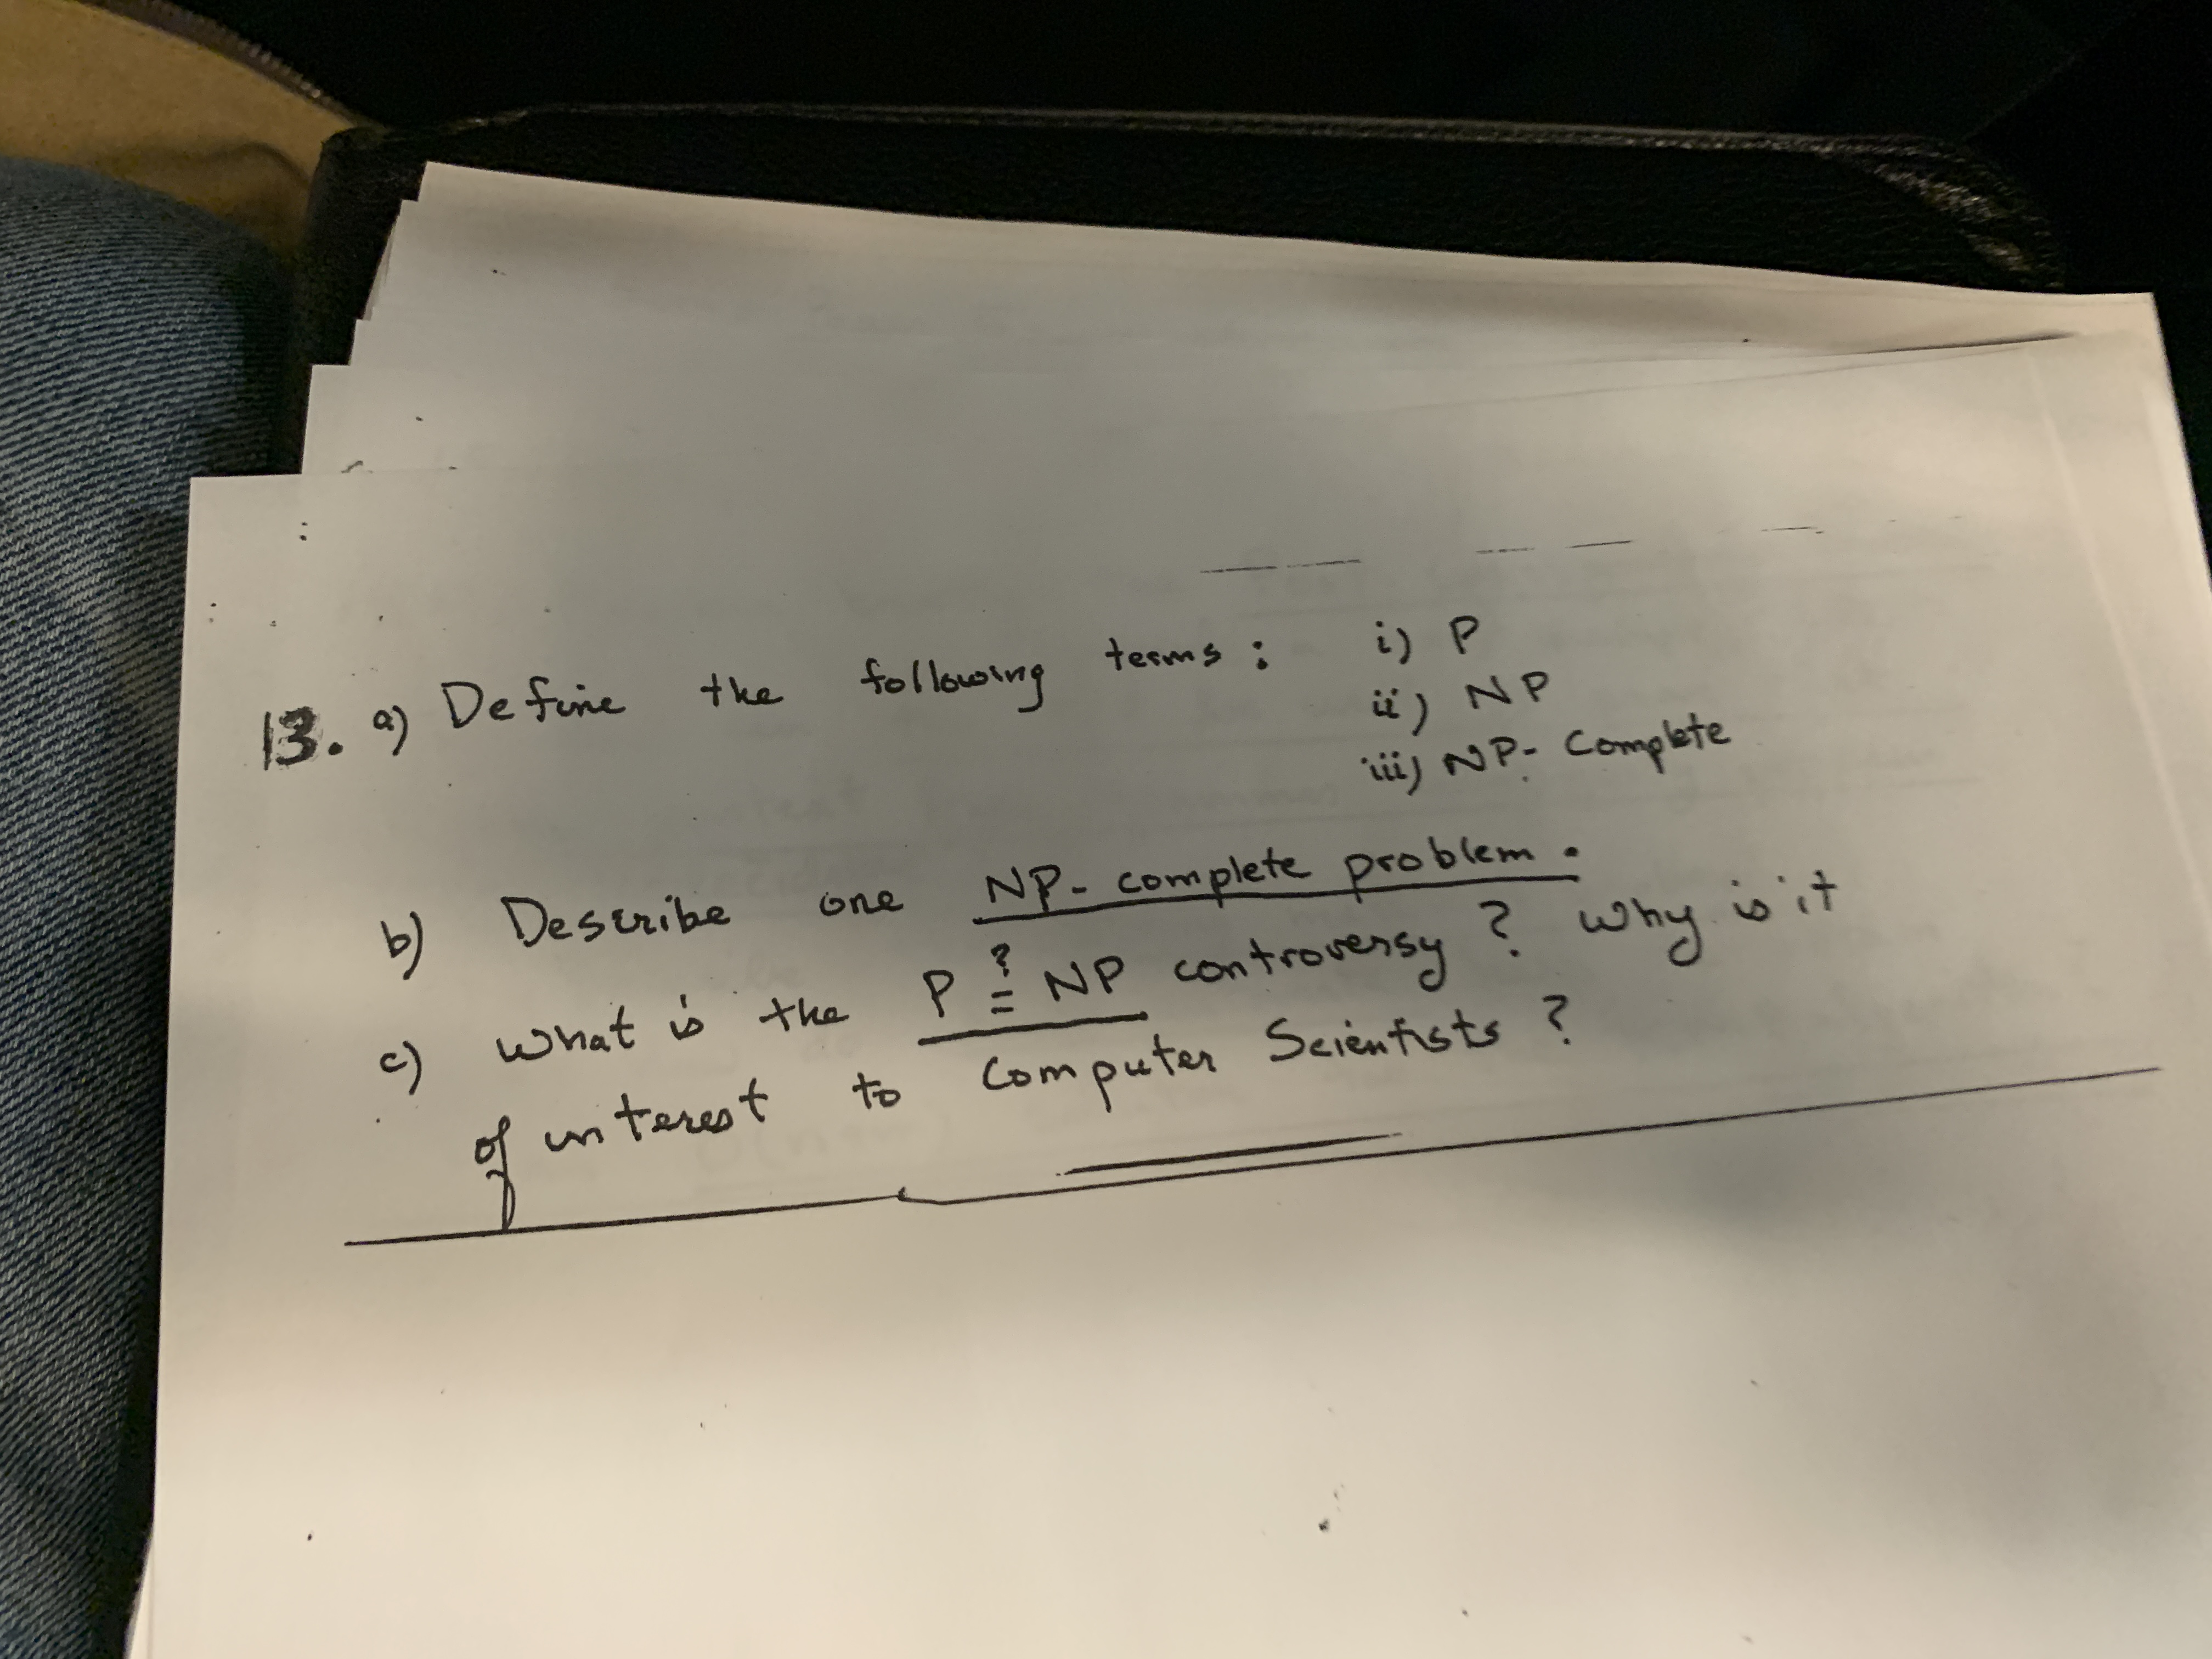 13. a) Define the following terms : i) P
ii) NP
iii) NP- Complete
b) Describe one NP- complete problem.
c) What is the P ?= NP controversy ? Why is it
of interest to Computer Scientists ?